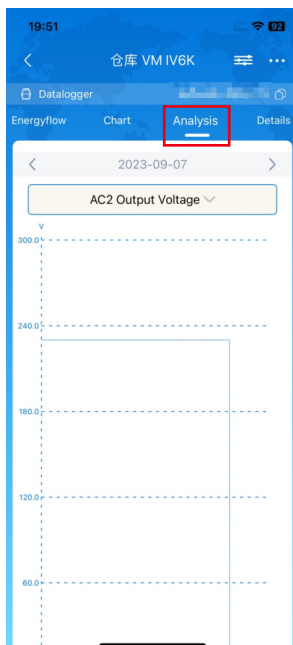 19:51
92
仓库 VM IV6K
Datalogger
Energyflow Chart Analysis Details
2023-09-07
AC2 Output Voltage
V
300.0
240.0
180.0
120.0
60.0